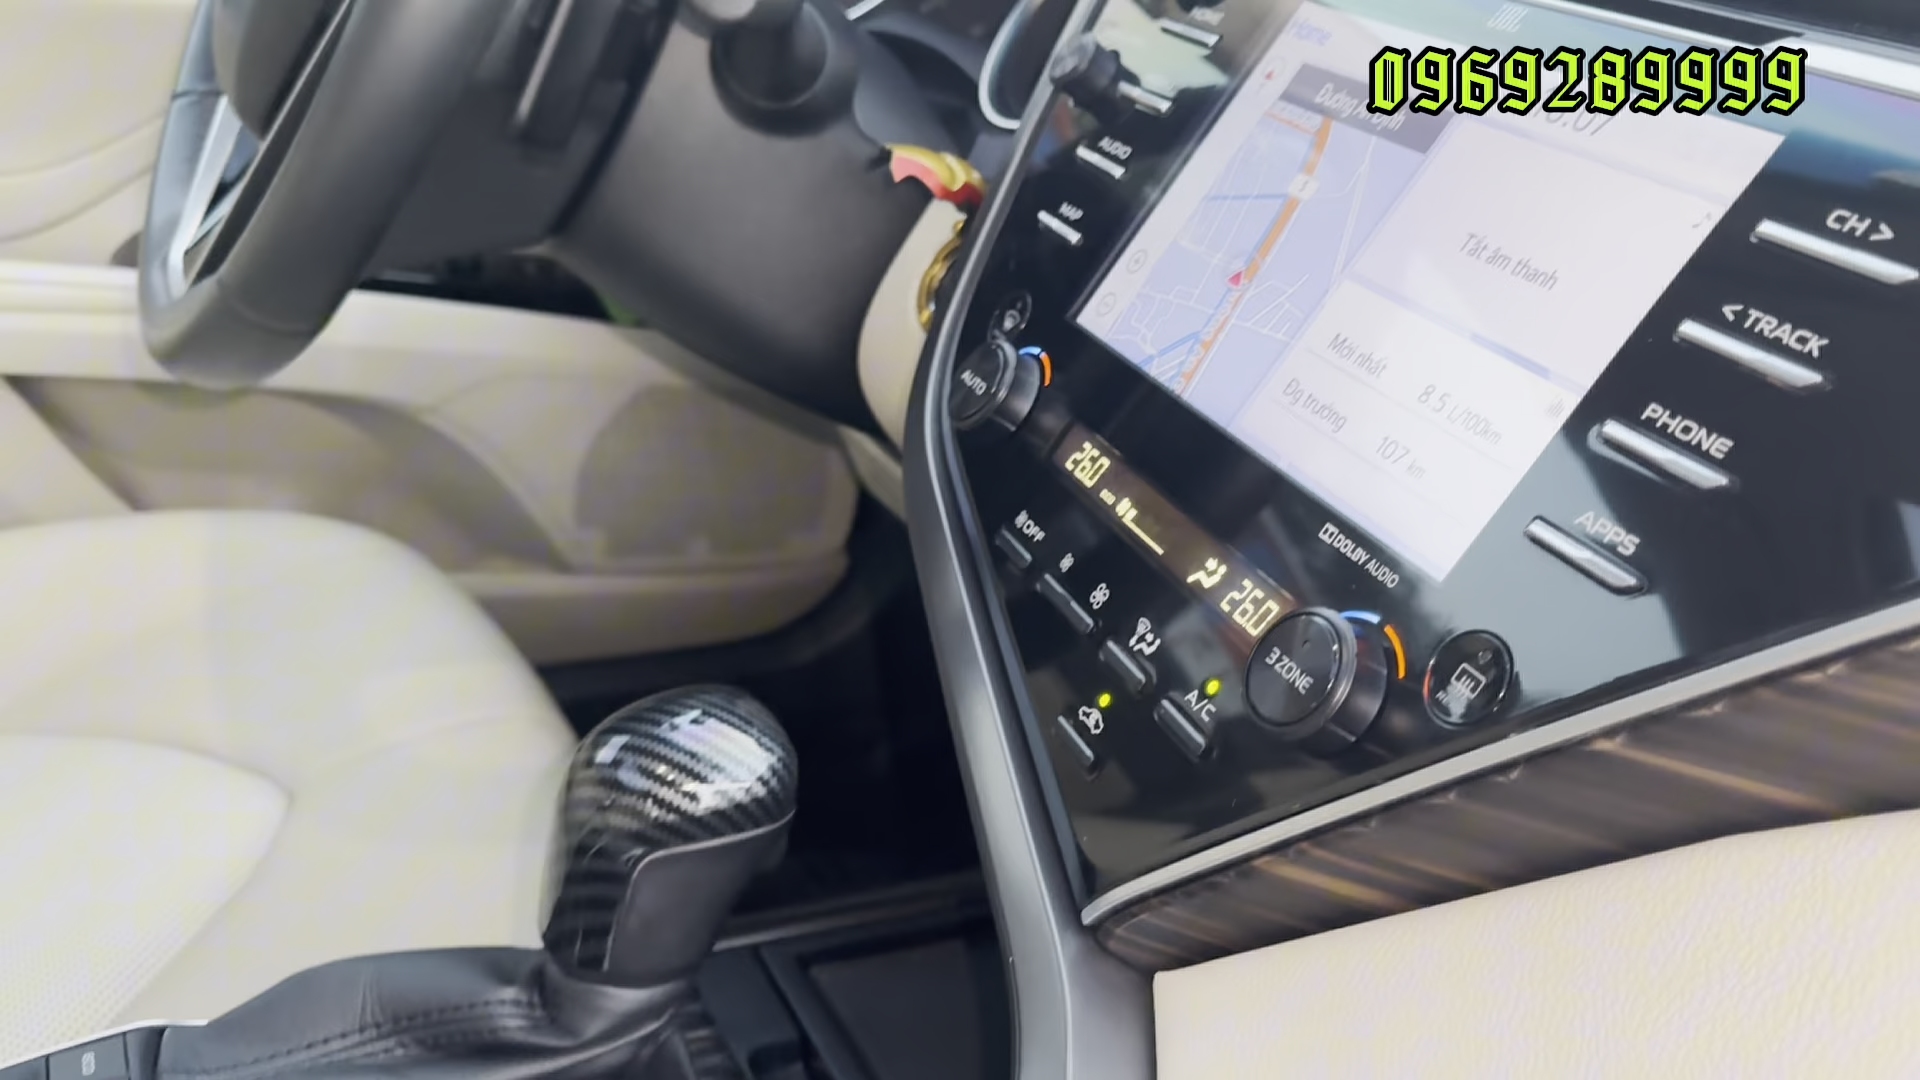 0969289999
JBL
Home
AUDIO
MAP
Tắt âm thanh
Mới nhất 8.5 L/100km
Đg trường 107 km
CH >
< TRACK
PHONE
APPS
AUTO
26.0
26.0
OFF
DOLBY AUDIO
3 ZONE
A/C